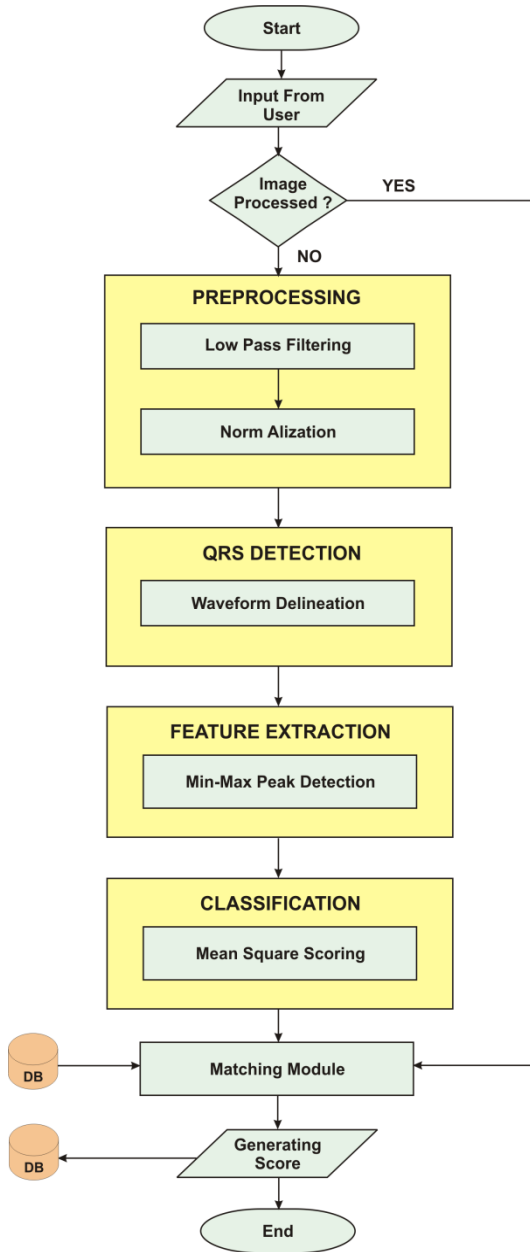 Start
Input From
User
Image
Processed ?
YES
NO
PREPROCESSING
Low Pass Filtering
Norm Alization
QRS DETECTION
Waveform Delineation
FEATURE EXTRACTION
Min-Max Peak Detection
CLASSIFICATION
Mean Square Scoring
DB
Matching Module
DB
Generating
Score
End